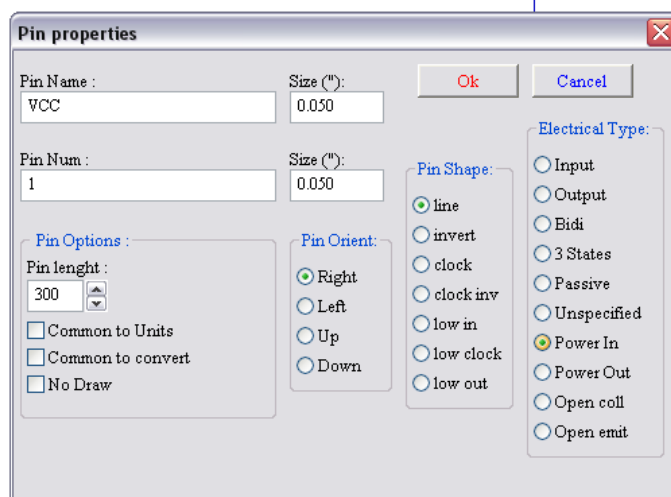 Pin properties
Pin Name :
VCC
Size ("):
0.050
Ok
Cancel
Pin Num :
1
Size ("):
0.050
Pin Options :
Pin lenght :
300
Common to Units
Common to convert
No Draw
Pin Orient:
Right
Left
Up
Down
Pin Shape:
line
invert
clock
clock inv
low in
low clock
low out
Electrical Type:
Input
Output
Bidi
3 States
Passive
Unspecified
Power In
Power Out
Open coll
Open emit